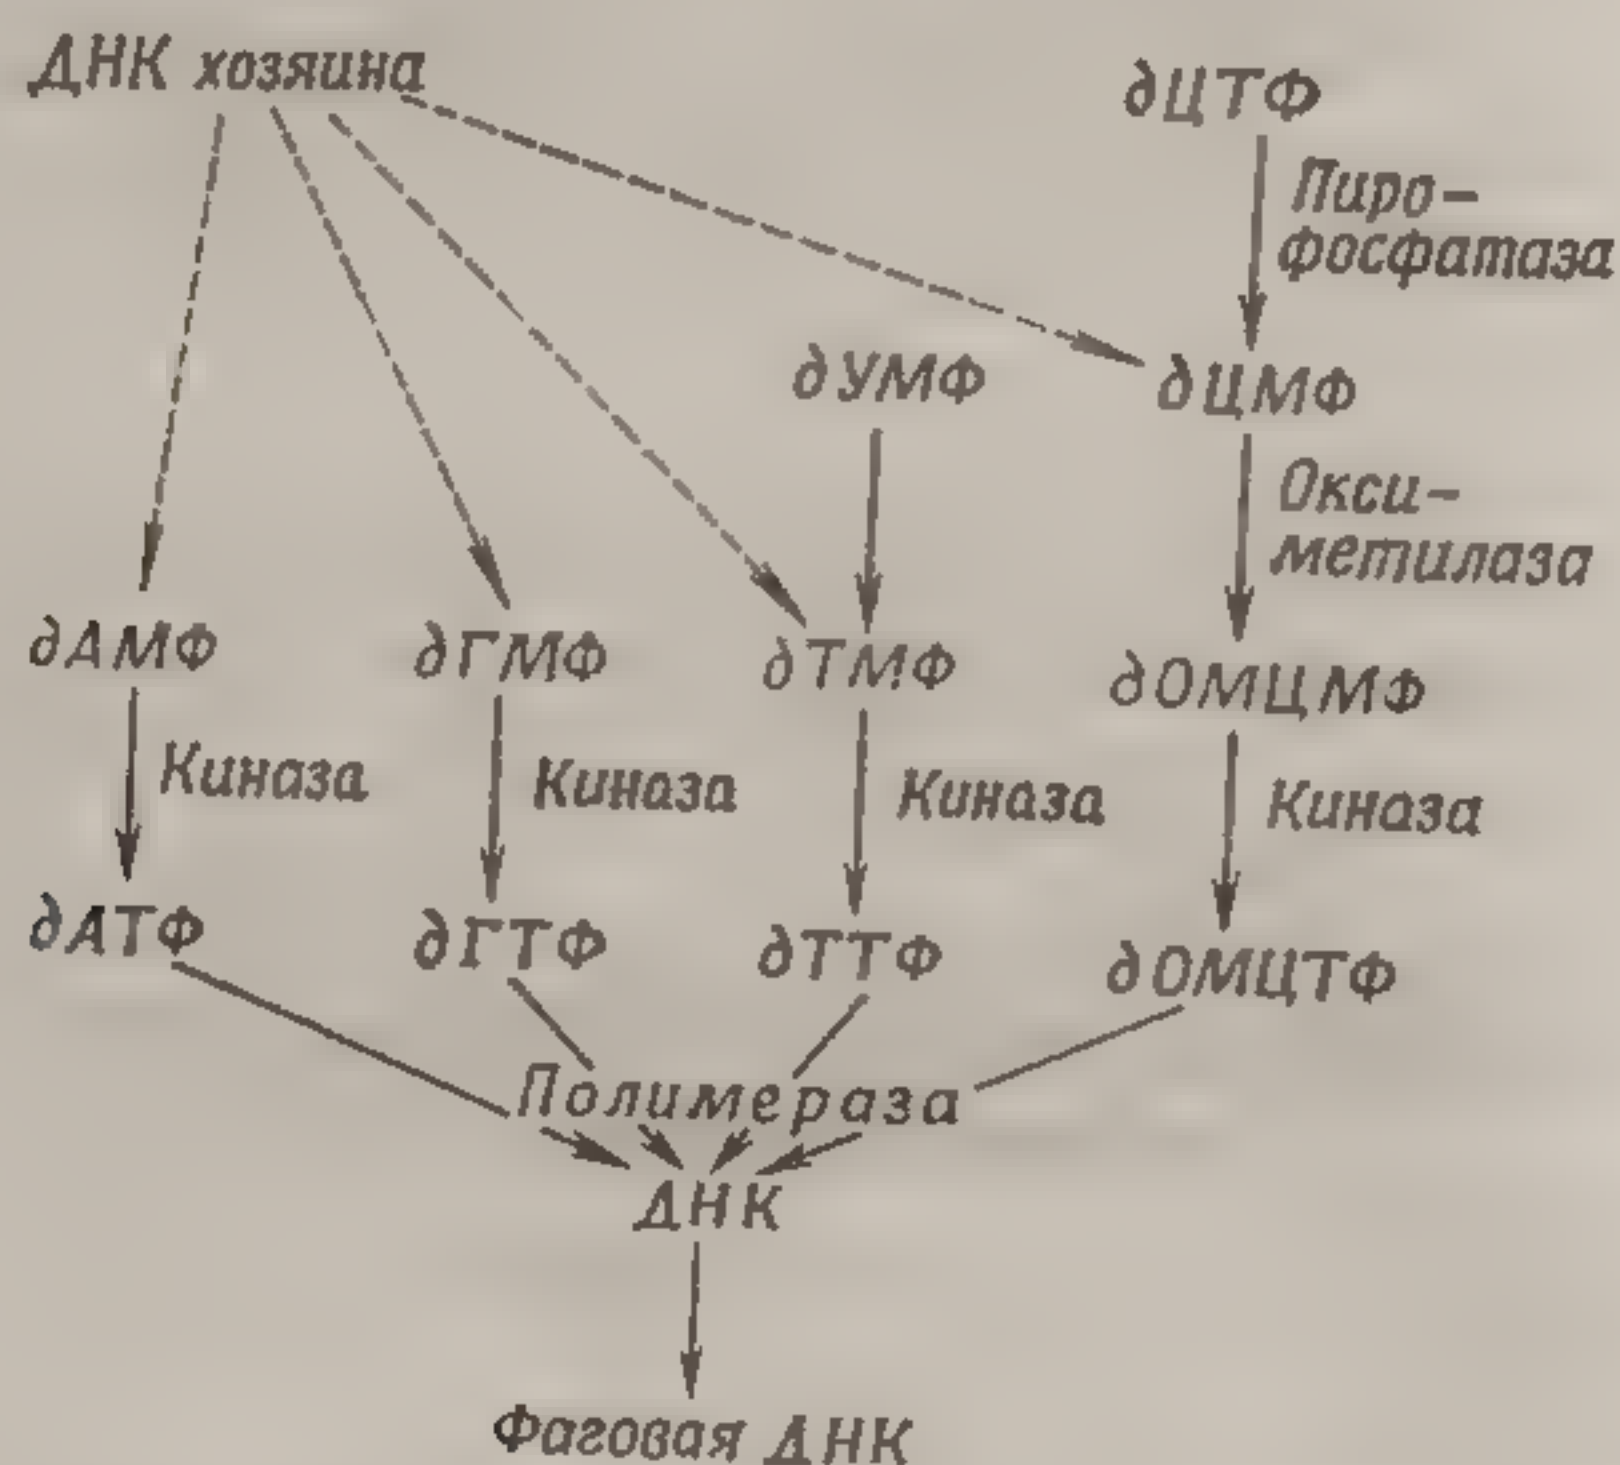 ДНК хозяина
дЦТФ
Пиро-
фосфатаза
дУМФ
дЦМФ
Окси-
метилаза
дАМФ
дГМФ
дТМФ
дОМЦМФ
Киназа
Киназа
Киназа
Киназа
дАТФ
дГТФ
дТТФ
дОМЦТФ
Полимераза
ДНК
Фаговая ДНК